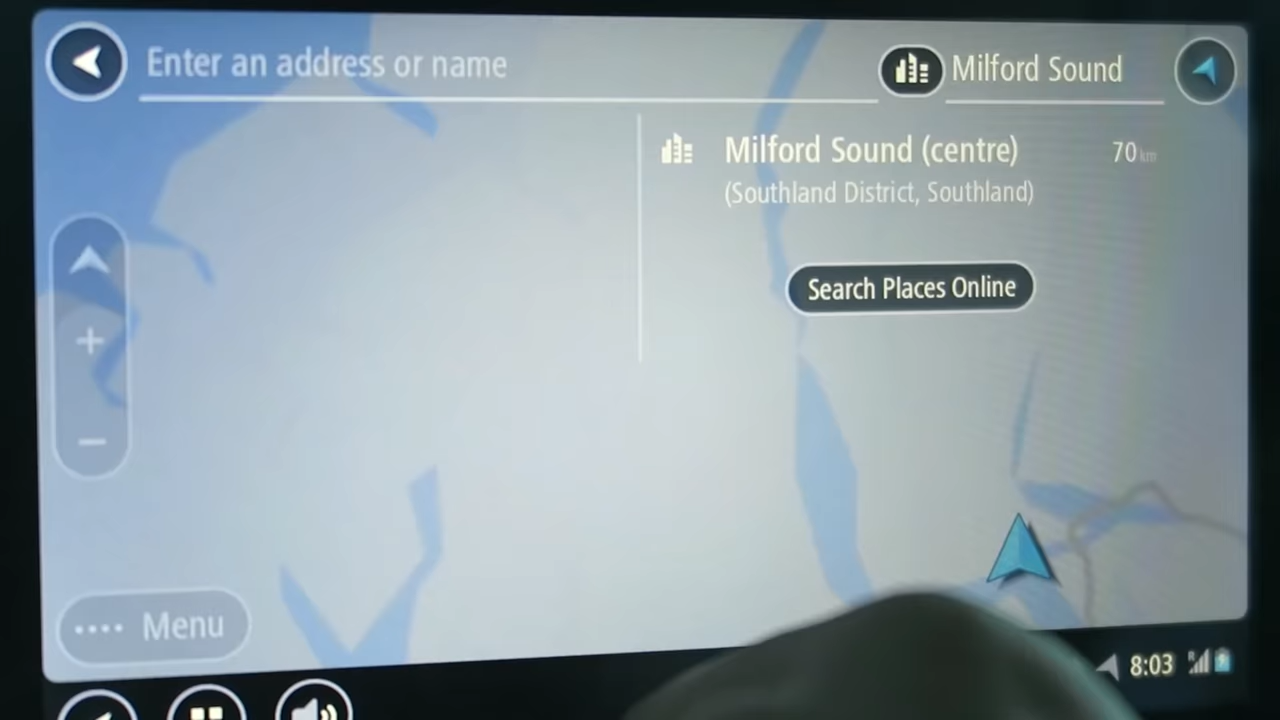 Enter an address or name
Milford Sound
Milford Sound (centre)
70 km
(Southland District, Southland)
Search Places Online
Menu
8:03